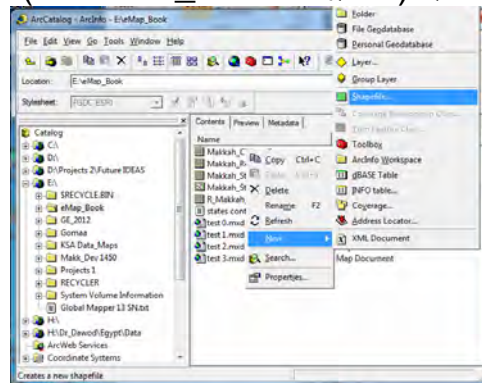 ArcCatalog - ArcInfo - E:\eMap_Book
File Edit View Go Tools Window Help
Location: E:\eMap_Book
Stylesheet: FGDC ESRI
Contents Preview Metadata
Catalog
C:\
D:\
D:\Projects 2\Future IDEAS
E:\
$RECYCLE.BIN
eMap_Book
GE_2012
Gomaa
KSA Data_Maps
Makk_Dev 1450
Projects 1
RECYCLER
System Volume Information
Global Mapper 13 SN.txt
H:\
H:\Dr_Dawod\Egypt\Data
ArcWeb Services
Coordinate Systems
Name
Makkah_C
Makkah_R
Makkah_St
Makkah_St
R_Makkah_
states cont
test 0.mxd
test 1.mxd
test 2.mxd
test 3.mxd
Map Document
Copy Ctrl+C
Delete
Rename F2
Refresh
New
Search...
Properties...
Folder
File Geodatabase
Personal Geodatabase
Layer...
Group Layer
Shapefile...
Toolbox
ArcInfo Workspace
dBASE Table
INFO table...
Coverage...
Address Locator...
XML Document
Creates a new shapefile